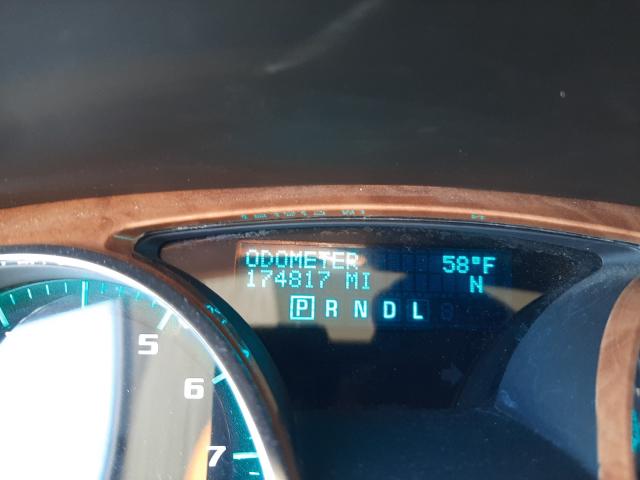 ODOMETER 58°F
174817 MI N
P R N D L
5
6
7